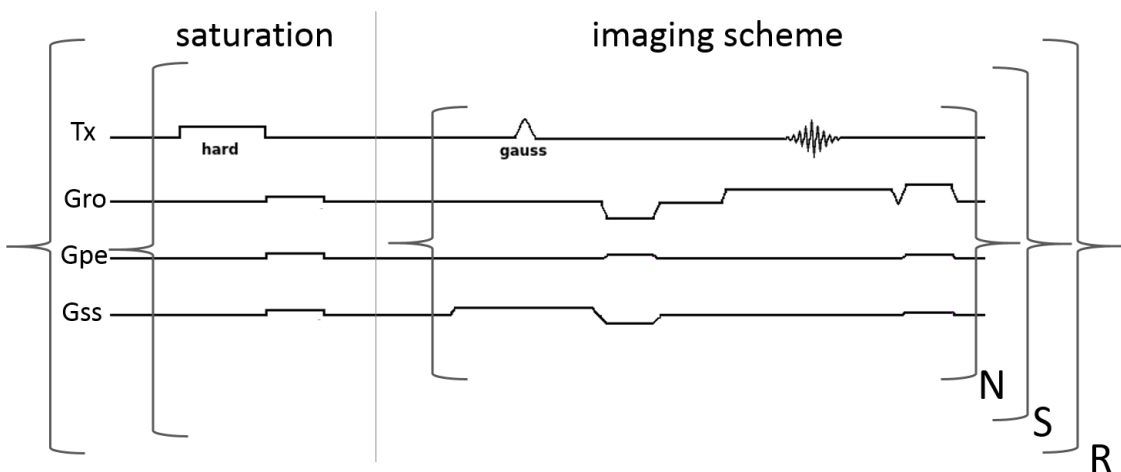 saturation imaging scheme
Tx
hard
gauss
Gro
Gpe
Gss
N
S
R